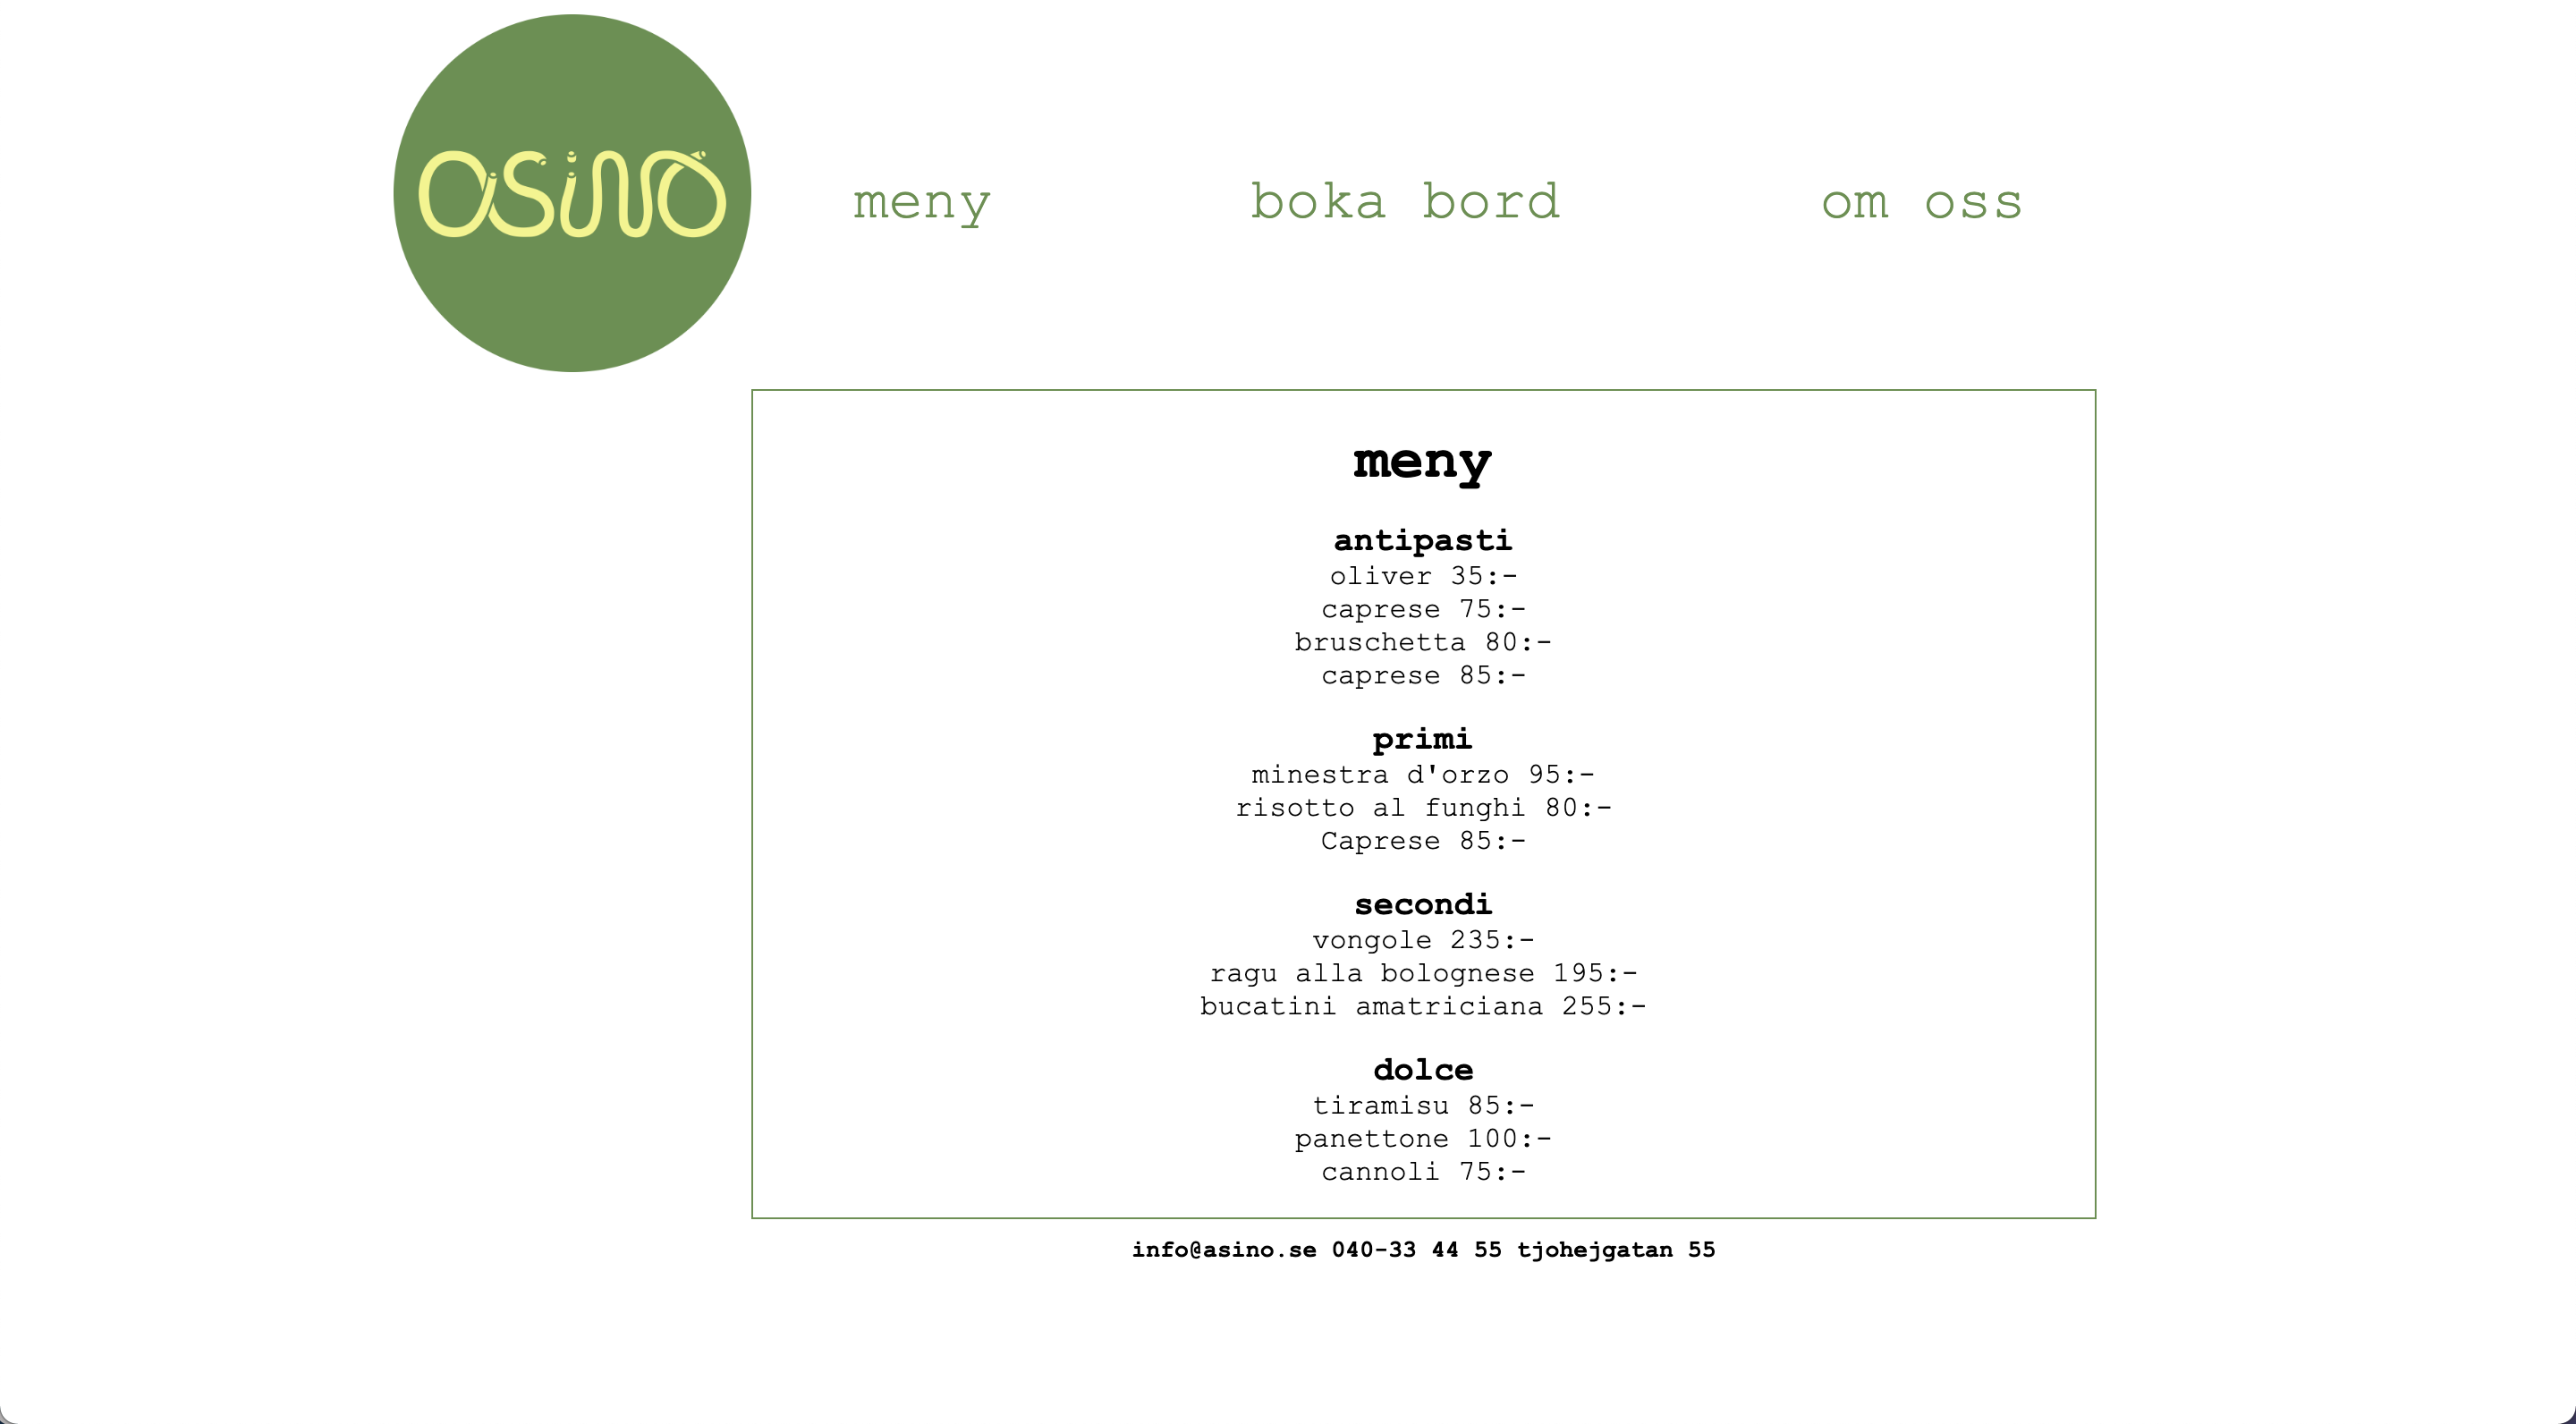 asino
meny
boka bord
om oss
meny
antipasti
oliver 35:-
caprese 75:-
bruschetta 80:-
caprese 85:-
primi
minestra d'orzo 95:-
risotto al funghi 80:-
Caprese 85:-
secondi
vongole 235:-
ragu alla bolognese 195:-
bucatini amatriciana 255:-
dolce
tiramisu 85:-
panettone 100:-
cannoli 75:-
info@asino.se 040-33 44 55 tjohejgatan 55